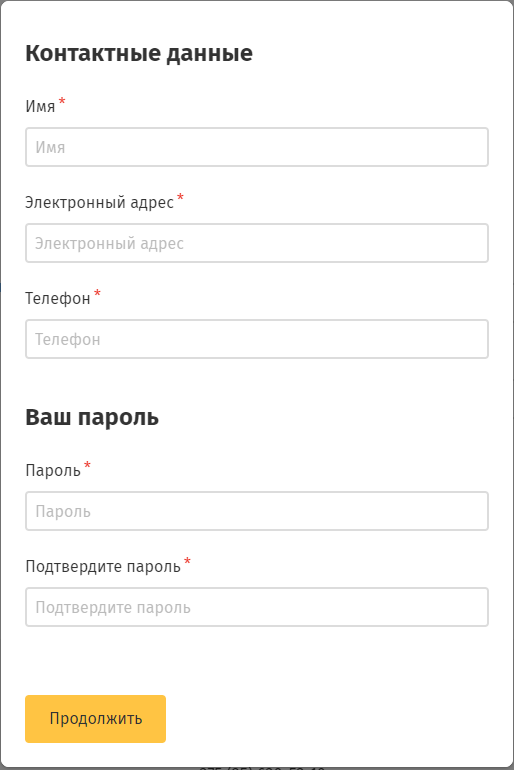 Контактные данные
Имя *
Имя
Электронный адрес *
Электронный адрес
Телефон *
Телефон
Ваш пароль
Пароль *
Пароль
Подтвердите пароль *
Подтвердите пароль
Продолжить